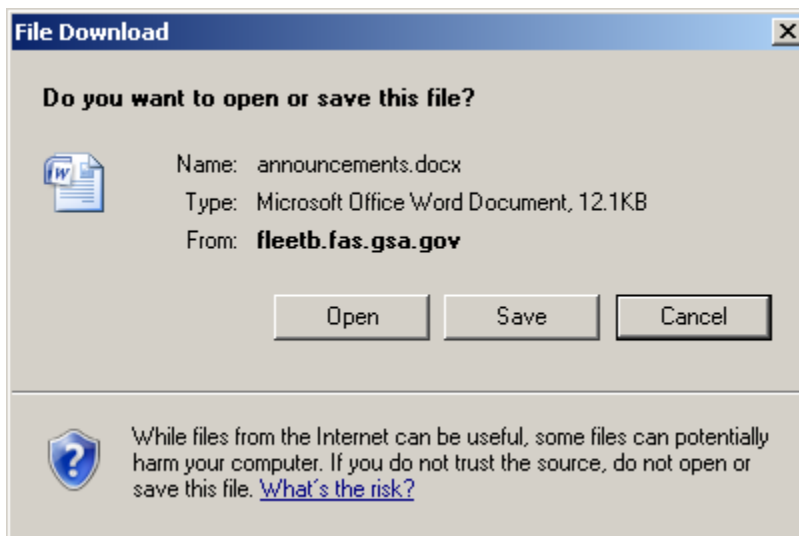 File Download
Do you want to open or save this file?
Name: announcements.docx
Type: Microsoft Office Word Document, 12.1KB
From: fleetb.fas.gsa.gov
Open Save Cancel
While files from the Internet can be useful, some files can potentially
harm your computer. If you do not trust the source, do not open or
save this file. What's the risk?